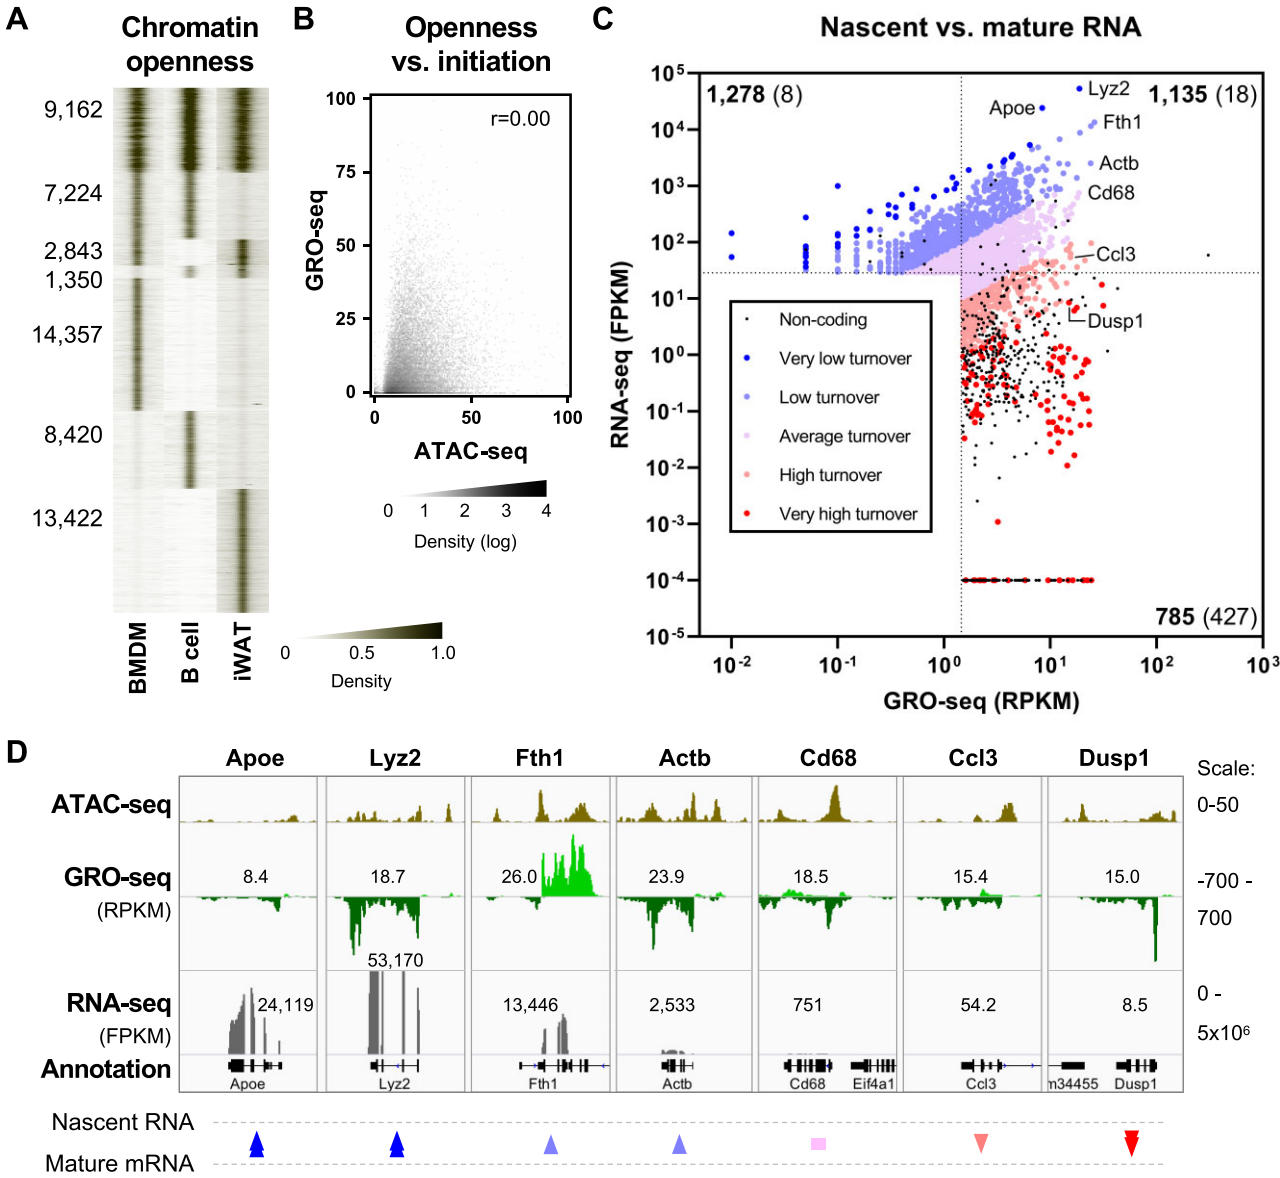 A
Chromatin
openness
9,162
7,224
2,843
1,350
14,357
8,420
13,422
BMDM
B cell
iWAT
0
0.5
1.0
Density
B
Openness
vs. initiation
r=0.00
100
75
50
25
0
GRO-seq
0
50
100
ATAC-seq
0 1 2 3 4
Density (log)
C
Nascent vs. mature RNA
1,278 (8)
1,135 (18)
785 (427)
Lyz2
Apoe
Fth1
Actb
Cd68
Ccl3
Dusp1
Non-coding
Very low turnover
Low turnover
Average turnover
High turnover
Very high turnover
RNA-seq (FPKM)
10⁵
10⁴
10³
10²
10¹
10⁰
10⁻¹
10⁻²
10⁻³
10⁻⁴
10⁻⁵
10⁻² 10⁻¹ 10⁰ 10¹ 10² 10³
GRO-seq (RPKM)
D
Apoe Lyz2 Fth1 Actb Cd68 Ccl3 Dusp1
Scale:
ATAC-seq
0-50
GRO-seq
(RPKM)
8.4 18.7 26.0 23.9 18.5 15.4 15.0
-700 -
700
RNA-seq
(FPKM)
24,119 53,170 13,446 2,533 751 54.2 8.5
0 -
5x10⁶
Annotation
Apoe Lyz2 Fth1 Actb Cd68 Eif4a1 Ccl3 m34455 Dusp1
Nascent RNA
Mature mRNA